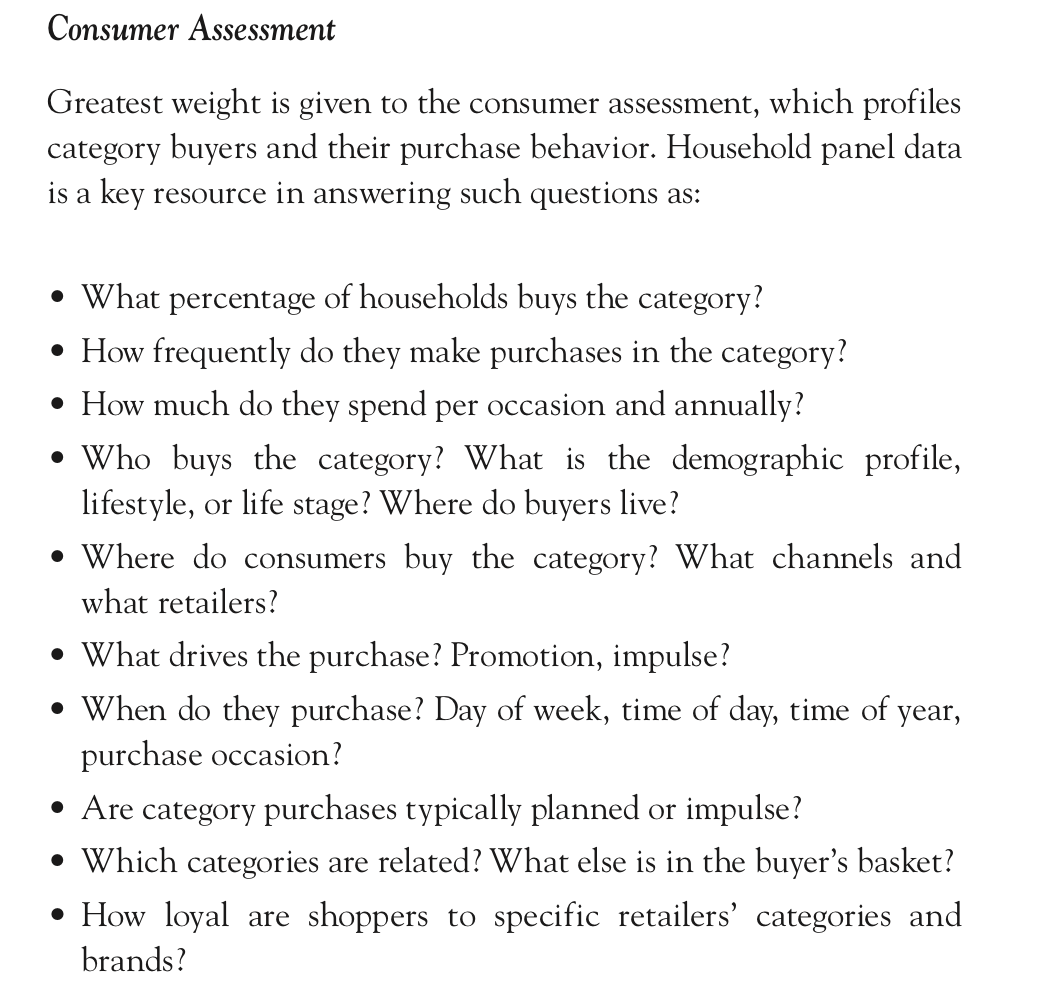 Consumer Assessment
Greatest weight is given to the consumer assessment, which profiles
category buyers and their purchase behavior. Household panel data
is a key resource in answering such questions as:
• What percentage of households buys the category?
• How frequently do they make purchases in the category?
• How much do they spend per occasion and annually?
• Who buys the category? What is the demographic profile,
lifestyle, or life stage? Where do buyers live?
• Where do consumers buy the category? What channels and
what retailers?
• What drives the purchase? Promotion, impulse?
• When do they purchase? Day of week, time of day, time of year,
purchase occasion?
• Are category purchases typically planned or impulse?
• Which categories are related? What else is in the buyer’s basket?
• How loyal are shoppers to specific retailers’ categories and
brands?